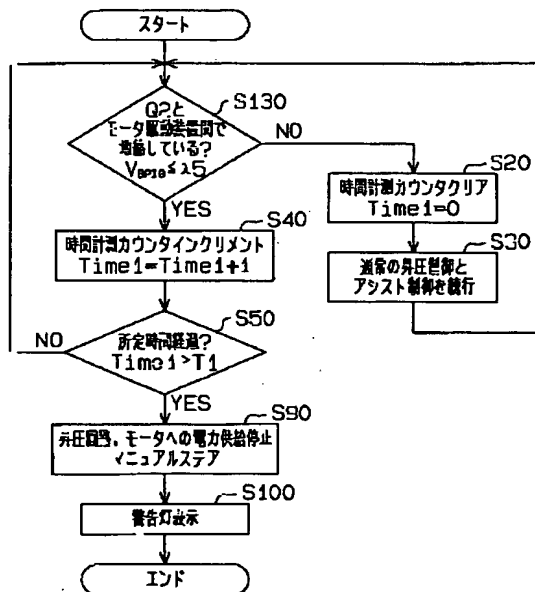 スタート
S130
Q2と
モータ駆動装置間で
地絡している?
V ≦λ5
NO
YES
S20
時間計測カウンタクリア
Time1=0
S40
時間計測カウンタインクリメント
Time1=Time1+1
S30
通常の昇圧制御と
アシスト制御を続行
S50
所定時間経過?
Time1>T1
NO
YES
S90
昇圧回路,モータへの電力供給停止
マニュアルステア
S100
警告灯表示
エンド